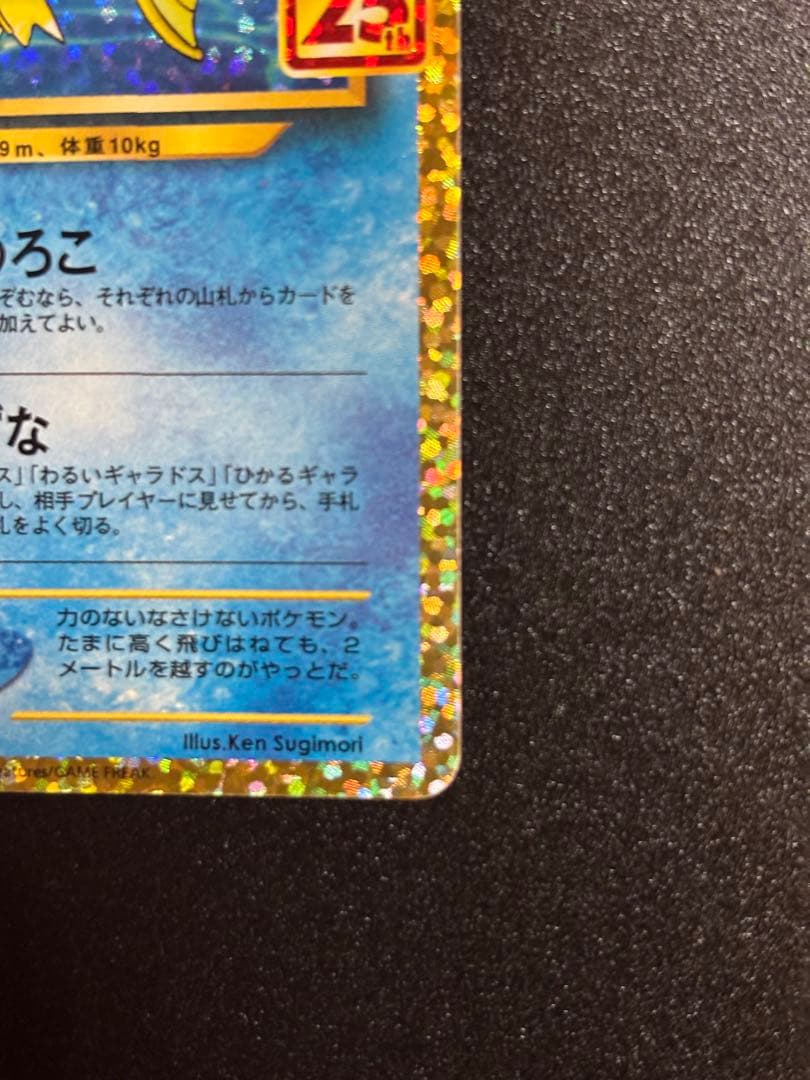 25th
9m、体重10kg
うろこ
ぞむなら、それぞれの山札からカードを
加えてよい。
な
ス」「わるいギャラドス」「ひかるギャラ
し、相手プレイヤーに見せてから、手札
札をよく切る。
力のないなさけないポケモン。
たまに高く飛びはねても、2
メートルを越すのがやっとだ。
Illus.Ken Sugimori
atures/GAME FREAK